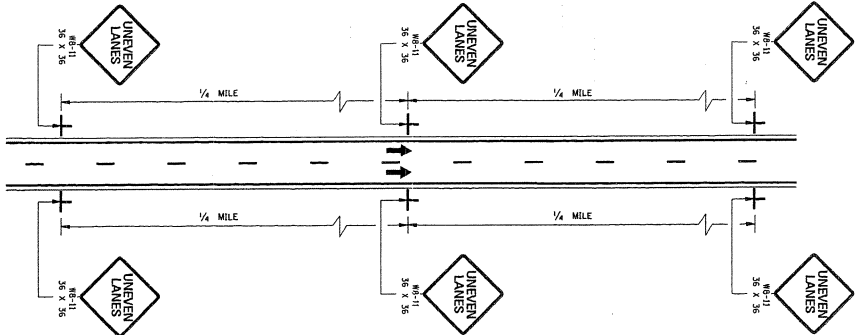 UNEVEN
LANES
W8-11
36 X 36
UNEVEN
LANES
W8-11
36 X 36
UNEVEN
LANES
W8-11
36 X 36
1/4 MILE
1/4 MILE
1/4 MILE
1/4 MILE
UNEVEN
LANES
W8-11
36 X 36
UNEVEN
LANES
W8-11
36 X 36
UNEVEN
LANES
W8-11
36 X 36